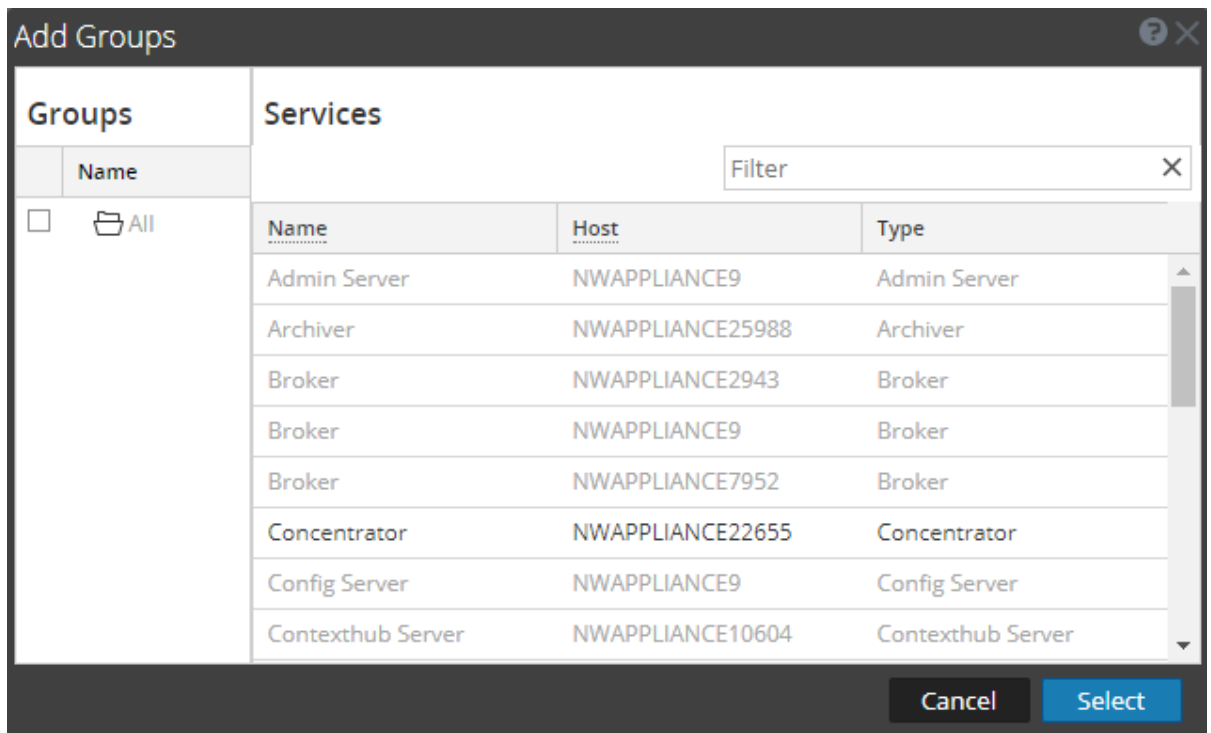 Add Groups
Groups
Services
Name
Filter
All
Name Host Type
Admin Server NWAPPLIANCE9 Admin Server
Archiver NWAPPLIANCE25988 Archiver
Broker NWAPPLIANCE2943 Broker
Broker NWAPPLIANCE9 Broker
Broker NWAPPLIANCE7952 Broker
Concentrator NWAPPLIANCE22655 Concentrator
Config Server NWAPPLIANCE9 Config Server
Contexthub Server NWAPPLIANCE10604 Contexthub Server
Cancel Select